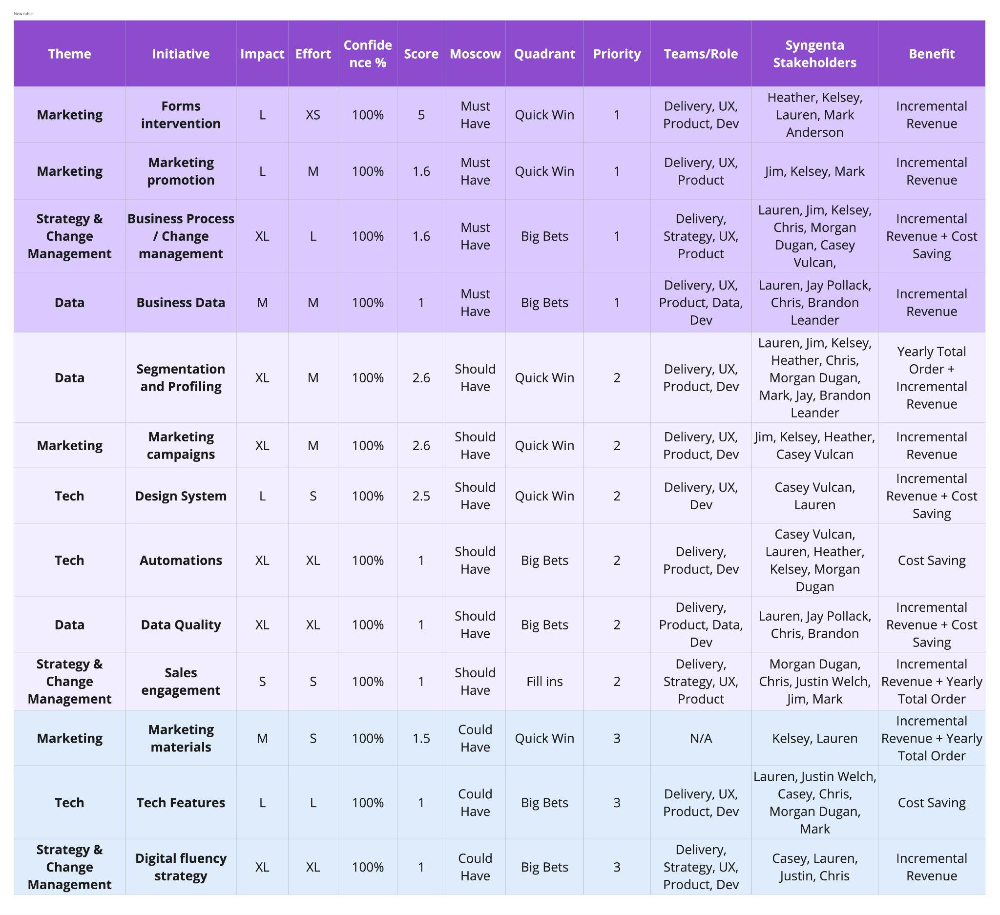 New table
Theme
Initiative
Impact
Effort
Confide
nce %
Score
Moscow
Quadrant
Priority
Teams/Role
Syngenta
Stakeholders
Benefit
Marketing
Forms
intervention
L
XS
100%
5
Must
Have
Quick Win
1
Delivery, UX,
Product, Dev
Heather, Kelsey,
Lauren, Mark
Anderson
Incremental
Revenue
Marketing
Marketing
promotion
L
M
100%
1.6
Must
Have
Quick Win
1
Delivery, UX,
Product
Jim, Kelsey, Mark
Incremental
Revenue
Strategy &
Change
Management
Business Process
/ Change
management
XL
L
100%
1.6
Must
Have
Big Bets
1
Delivery,
Strategy, UX,
Product
Lauren, Jim, Kelsey,
Chris, Morgan
Dugan, Casey
Vulcan,
Incremental
Revenue + Cost
Saving
Data
Business Data
M
M
100%
1
Must
Have
Big Bets
1
Delivery, UX,
Product, Data,
Dev
Lauren, Jay Pollack,
Chris, Brandon
Leander
Incremental
Revenue
Data
Segmentation
and Profiling
XL
M
100%
2.6
Should
Have
Quick Win
2
Delivery, UX,
Product, Dev
Lauren, Jim, Kelsey,
Heather, Chris,
Morgan Dugan,
Mark, Jay, Brandon
Leander
Yearly Total
Order +
Incremental
Revenue
Marketing
Marketing
campaigns
XL
M
100%
2.6
Should
Have
Quick Win
2
Delivery, UX,
Product, Dev
Jim, Kelsey, Heather,
Casey Vulcan
Incremental
Revenue
Tech
Design System
L
S
100%
2.5
Should
Have
Quick Win
2
Delivery, UX,
Dev
Casey Vulcan,
Lauren
Incremental
Revenue + Cost
Saving
Tech
Automations
XL
XL
100%
1
Should
Have
Big Bets
2
Delivery,
Product, Dev
Casey Vulcan,
Lauren, Heather,
Kelsey, Morgan
Dugan
Cost Saving
Data
Data Quality
XL
XL
100%
1
Should
Have
Big Bets
2
Delivery,
Product, Data,
Dev
Lauren, Jay Pollack,
Chris, Brandon
Incremental
Revenue + Cost
Saving
Strategy &
Change
Management
Sales
engagement
S
S
100%
1
Should
Have
Fill ins
2
Delivery,
Strategy, UX,
Product
Morgan Dugan,
Chris, Justin Welch,
Jim, Mark
Incremental
Revenue + Yearly
Total Order
Marketing
Marketing
materials
M
S
100%
1.5
Could
Have
Quick Win
3
N/A
Kelsey, Lauren
Incremental
Revenue + Yearly
Total Order
Tech
Tech Features
L
L
100%
1
Could
Have
Big Bets
3
Delivery, UX,
Product, Dev
Lauren, Justin Welch,
Casey, Chris,
Morgan Dugan,
Mark
Cost Saving
Strategy &
Change
Management
Digital fluency
strategy
XL
XL
100%
1
Could
Have
Big Bets
3
Delivery,
Strategy, UX,
Product, Dev
Casey, Lauren,
Justin, Chris
Incremental
Revenue